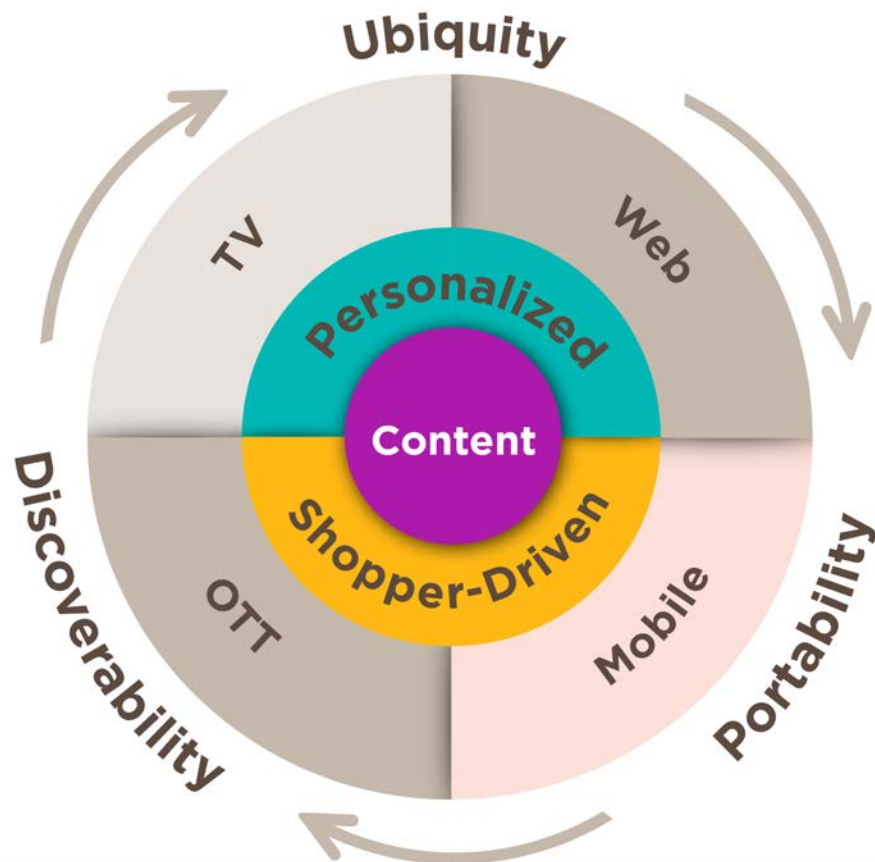 Ubiquity
TV
Web
Personalized
Content
Shopper-Driven
OTT
Mobile
Discoverability
Portability